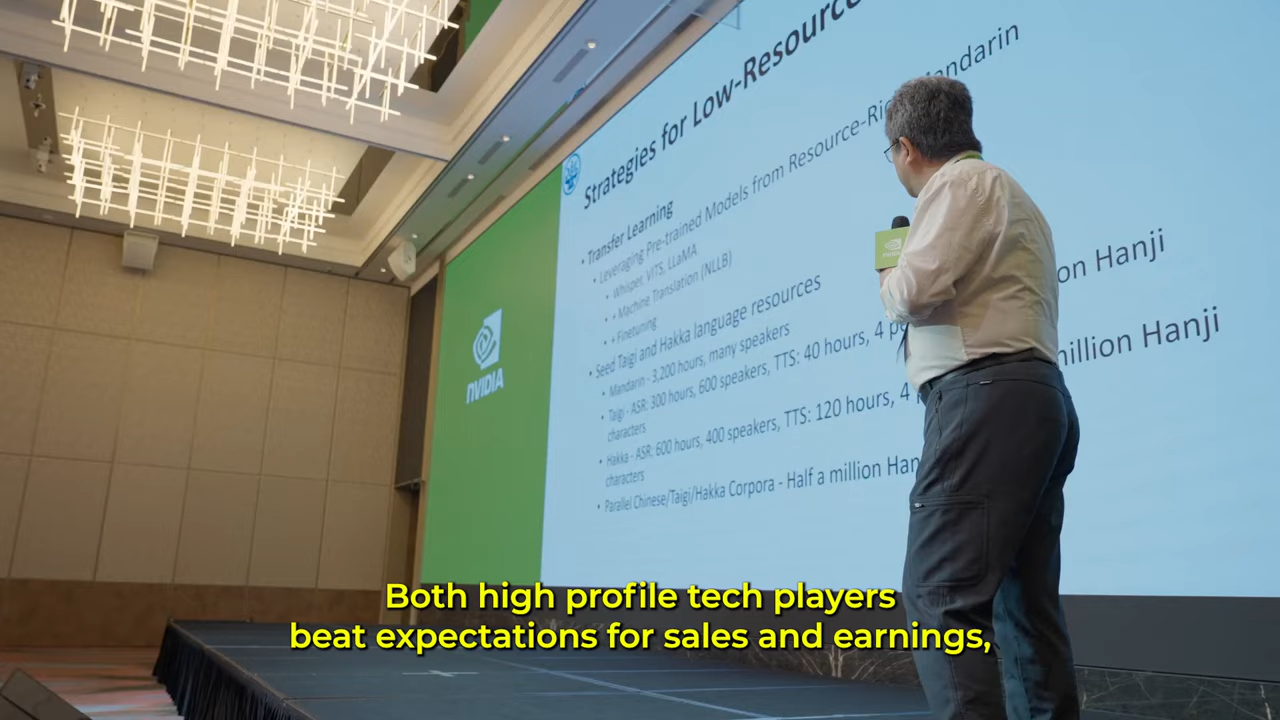 Strategies for Low-Resource
• Transfer Learning
• Leveraging Pre-trained Models from Resource-Ric andarin
• Whisper, VITS, LLaMA
• + Machine Translation (NLLB)
• + Finetuning
• Seed Taigi and Hakka language resources
• Mandarin - 3,200 hours, many speakers
• Taigi - ASR: 300 hours, 600 speakers, TTS: 40 hours, 4 on Hanji
characters
• Hakka - ASR: 600 hours, 400 speakers, TTS: 120 hours, 4 million Hanji
characters
• Parallel Chinese/Taigi/Hakka Corpora - Half a million Han
NVIDIA
Both high profile tech players
beat expectations for sales and earnings,